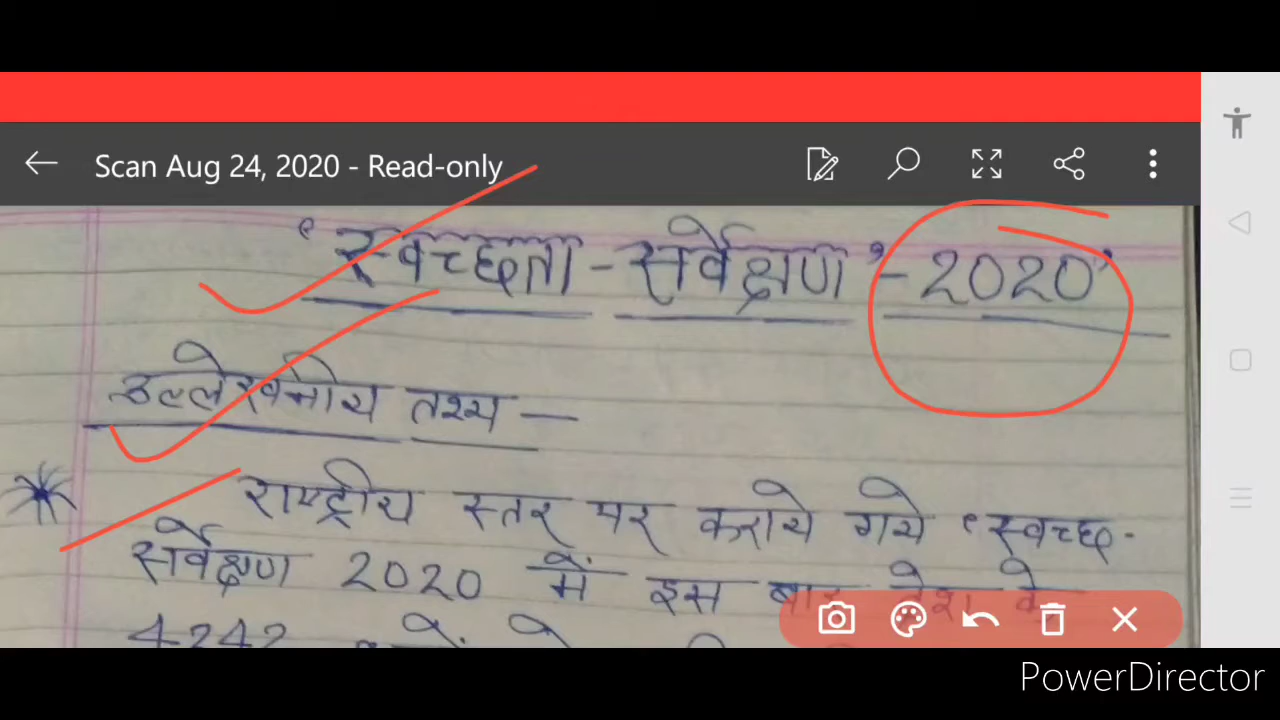 Scan Aug 24, 2020 - Read-only
'स्वच्छता - सर्वेक्षण' - 2020'
उल्लेखनीय तथ्य —
राष्ट्रीय स्तर पर कराये गये 'स्वच्छ-
सर्वेक्षण 2020 में इस बार देश के
4242
PowerDirector